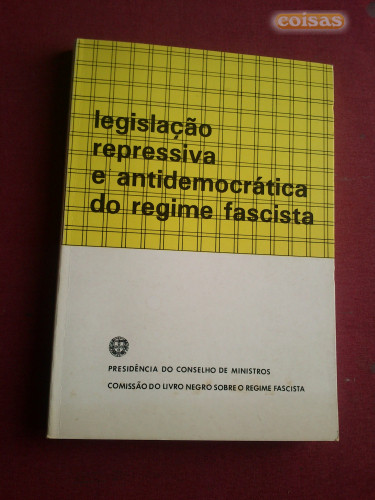 coisas
legislação
repressiva
e antidemocrática
do regime fascista
PRESIDÊNCIA DO CONSELHO DE MINISTROS
COMISSÃO DO LIVRO NEGRO SOBRE O REGIME FASCISTA